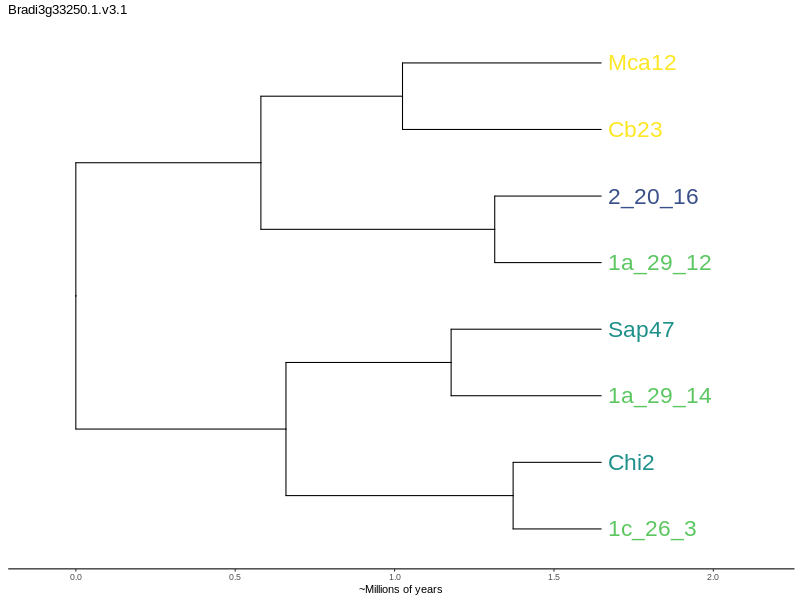 Bradi3g33250.1.v3.1
Mca12
Cb23
2_20_16
1a_29_12
Sap47
1a_29_14
Chi2
1c_26_3
0.0 0.5 1.0 1.5 2.0
~Millions of years